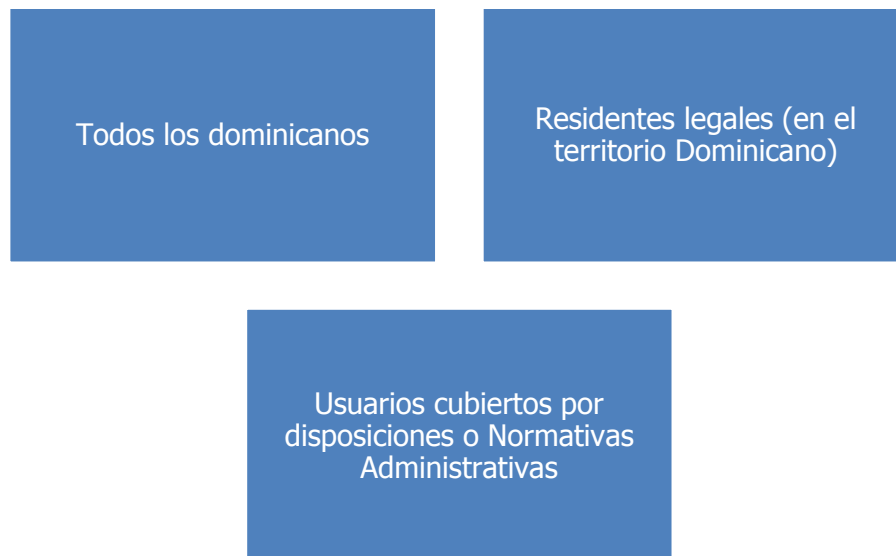 Todos los dominicanos
Residentes legales (en el
territorio Dominicano)
Usuarios cubiertos por
disposiciones o Normativas
Administrativas